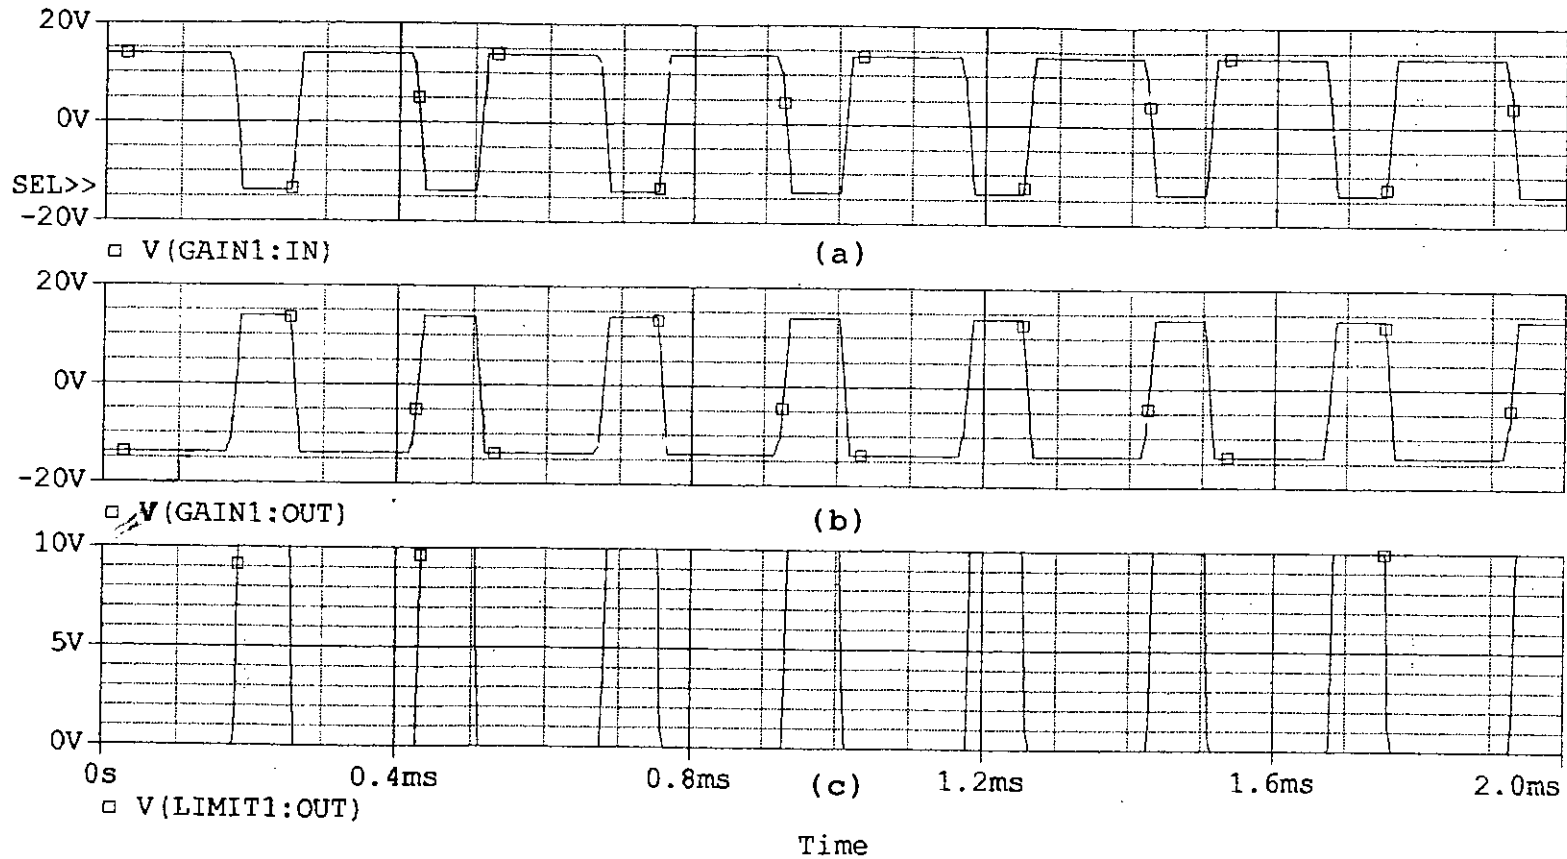 20V
0V
SEL>>
-20V
V(GAIN1:IN)
(a)
20V
0V
-20V
V(GAIN1:OUT)
(b)
10V
5V
0V
0s
0.4ms
0.8ms
(c)
1.2ms
1.6ms
2.0ms
V(LIMIT1:OUT)
Time